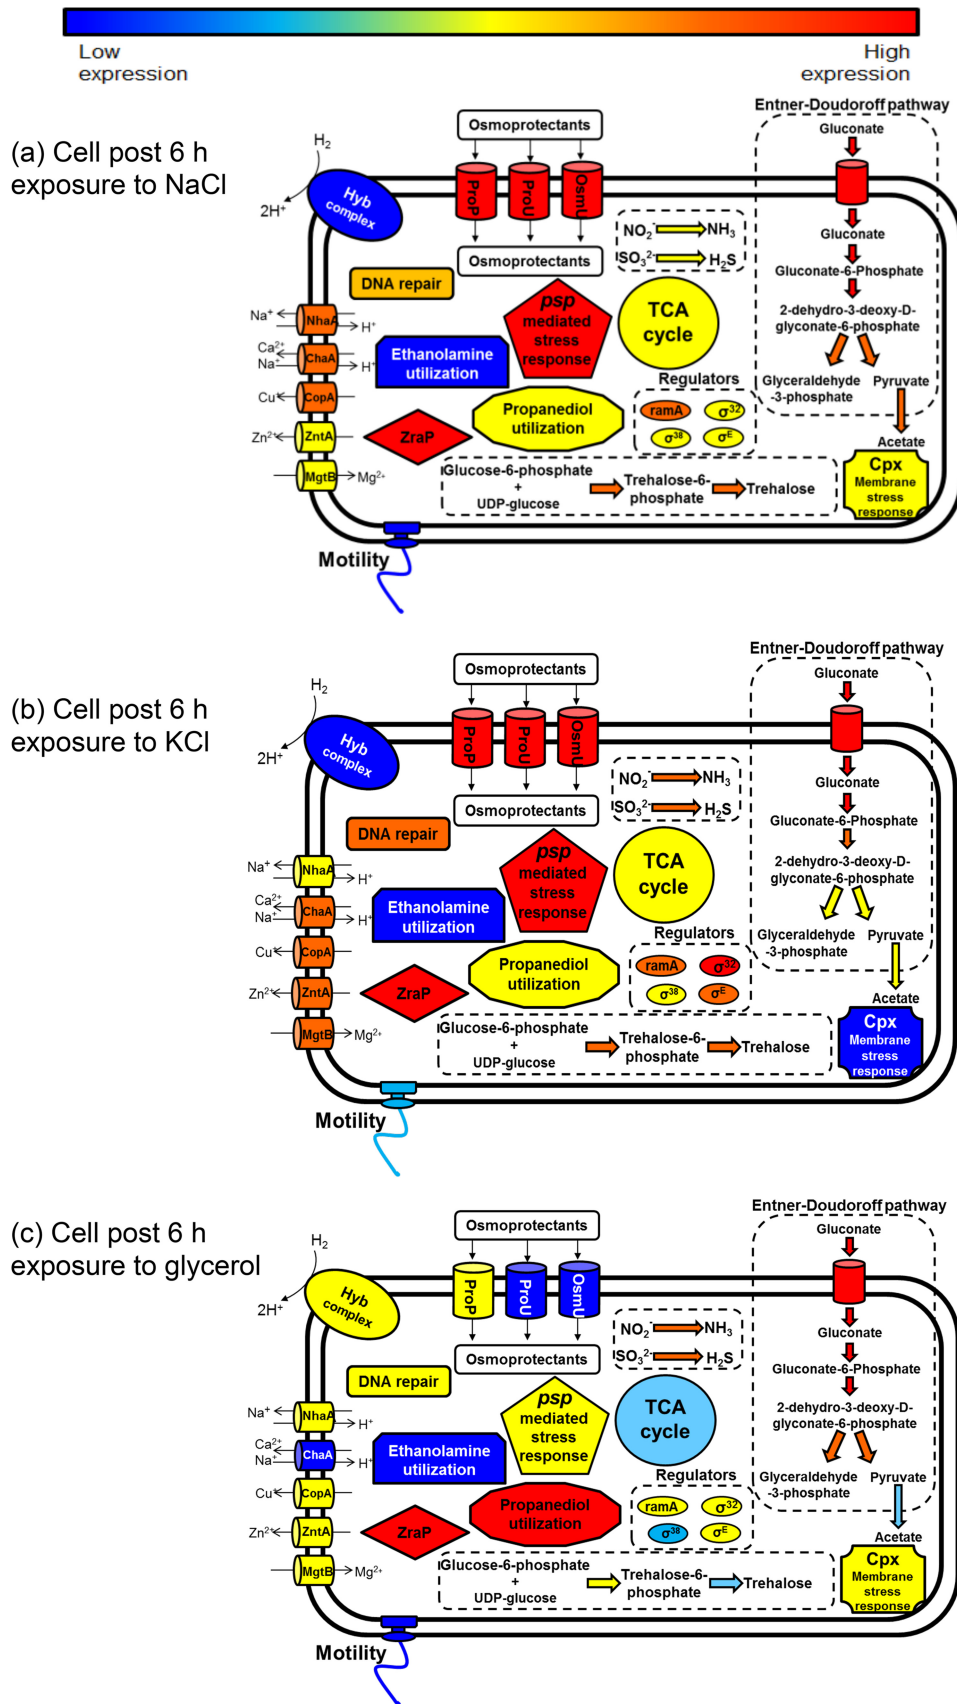 Low
expression
High
expression
(a) Cell post 6 h
exposure to NaCl
Entner-Doudoroff pathway
Osmoprotectants
H₂
2H⁺
Hyb
complex
ProP
ProU
OsmU
Osmoprotectants
Gluconate
Gluconate
Gluconate-6-Phosphate
2-dehydro-3-deoxy-D-
glyconate-6-phosphate
Glyceraldehyde
-3-phosphate
Pyruvate
Acetate
NO₂⁻
NH₃
SO₃²⁻
H₂S
DNA repair
psp
mediated
stress
response
TCA
cycle
Na⁺
NhaA
H⁺
Ca²⁺
Na⁺
ChaA
H⁺
Cu⁺
CopA
Zn²⁺
ZntA
MgtB
Mg²⁺
Ethanolamine
utilization
Propanediol
utilization
ZraP
Regulators
ramA
σ³²
σ³⁸
σᴱ
Glucose-6-phosphate
+
UDP-glucose
Trehalose-6-
phosphate
Trehalose
Cpx
Membrane
stress
response
Motility
(b) Cell post 6 h
exposure to KCl
Entner-Doudoroff pathway
Osmoprotectants
H₂
2H⁺
Hyb
complex
ProP
ProU
OsmU
Osmoprotectants
Gluconate
Gluconate
Gluconate-6-Phosphate
2-dehydro-3-deoxy-D-
glyconate-6-phosphate
Glyceraldehyde
-3-phosphate
Pyruvate
Acetate
NO₂⁻
NH₃
SO₃²⁻
H₂S
DNA repair
psp
mediated
stress
response
TCA
cycle
Na⁺
NhaA
H⁺
Ca²⁺
Na⁺
ChaA
H⁺
Cu⁺
CopA
Zn²⁺
ZntA
MgtB
Mg²⁺
Ethanolamine
utilization
Propanediol
utilization
ZraP
Regulators
ramA
σ³²
σ³⁸
σᴱ
Glucose-6-phosphate
+
UDP-glucose
Trehalose-6-
phosphate
Trehalose
Cpx
Membrane
stress
response
Motility
(c) Cell post 6 h
exposure to glycerol
Entner-Doudoroff pathway
Osmoprotectants
H₂
2H⁺
Hyb
complex
ProP
ProU
OsmU
Osmoprotectants
Gluconate
Gluconate
Gluconate-6-Phosphate
2-dehydro-3-deoxy-D-
glyconate-6-phosphate
Glyceraldehyde
-3-phosphate
Pyruvate
Acetate
NO₂⁻
NH₃
SO₃²⁻
H₂S
DNA repair
psp
mediated
stress
response
TCA
cycle
Na⁺
NhaA
H⁺
Ca²⁺
Na⁺
ChaA
H⁺
Cu⁺
CopA
Zn²⁺
ZntA
MgtB
Mg²⁺
Ethanolamine
utilization
Propanediol
utilization
ZraP
Regulators
ramA
σ³²
σ³⁸
σᴱ
Glucose-6-phosphate
+
UDP-glucose
Trehalose-6-
phosphate
Trehalose
Cpx
Membrane
stress
response
Motility